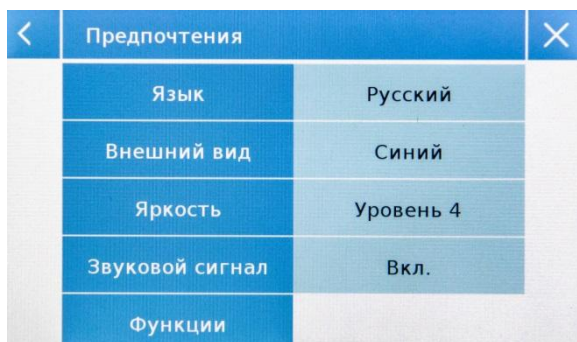 Предпочтения
Язык Русский
Внешний вид Синий
Яркость Уровень 4
Звуковой сигнал Вкл.
Функции